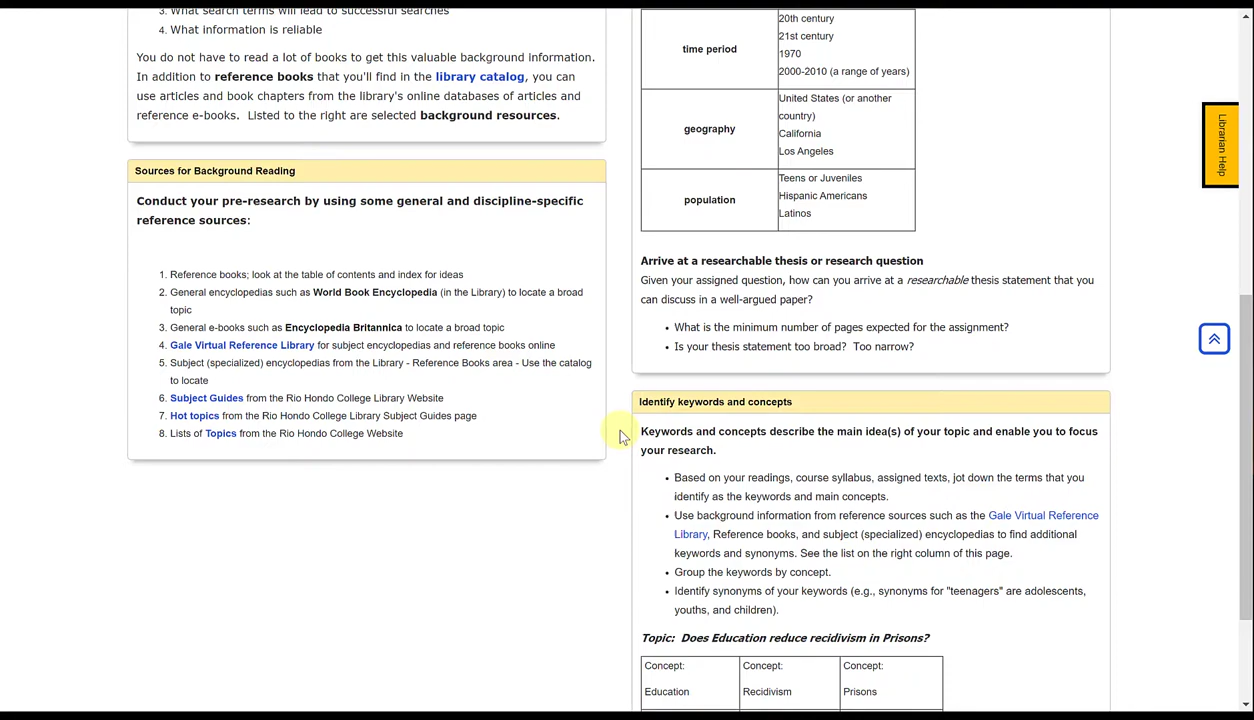 3. What search terms will lead to successful searches
4. What information is reliable
You do not have to read a lot of books to get this valuable background information.
In addition to reference books that you'll find in the library catalog, you can
use articles and book chapters from the library's online databases of articles and
reference e-books. Listed to the right are selected background resources.
Sources for Background Reading
Conduct your pre-research by using some general and discipline-specific
reference sources:
1. Reference books; look at the table of contents and index for ideas
2. General encyclopedias such as World Book Encyclopedia (in the Library) to locate a broad
topic
3. General e-books such as Encyclopedia Britannica to locate a broad topic
4. Gale Virtual Reference Library for subject encyclopedias and reference books online
5. Subject (specialized) encyclopedias from the Library - Reference Books area - Use the catalog
to locate
6. Subject Guides from the Rio Hondo College Library Website
7. Hot topics from the Rio Hondo College Library Subject Guides page
8. Lists of Topics from the Rio Hondo College Website
time period
20th century
21st century
1970
2000-2010 (a range of years)
geography
United States (or another
country)
California
Los Angeles
population
Teens or Juveniles
Hispanic Americans
Latinos
Arrive at a researchable thesis or research question
Given your assigned question, how can you arrive at a researchable thesis statement that you
can discuss in a well-argued paper?
• What is the minimum number of pages expected for the assignment?
• Is your thesis statement too broad? Too narrow?
Identify keywords and concepts
Keywords and concepts describe the main idea(s) of your topic and enable you to focus
your research.
• Based on your readings, course syllabus, assigned texts, jot down the terms that you
identify as the keywords and main concepts.
• Use background information from reference sources such as the Gale Virtual Reference
Library, Reference books, and subject (specialized) encyclopedias to find additional
keywords and synonyms. See the list on the right column of this page.
• Group the keywords by concept.
• Identify synonyms of your keywords (e.g., synonyms for "teenagers" are adolescents,
youths, and children).
Topic: Does Education reduce recidivism in Prisons?
Concept: Concept: Concept:
Education Recidivism Prisons
Librarian Help